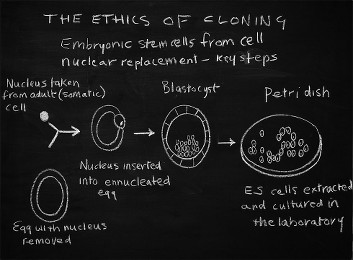 THE ETHICS OF CLONING
Embryonic stem cells from cell
nuclear replacement – key steps
Nucleus taken
from adult (somatic)
cell
Blastocyst
Petri dish
Nucleus inserted
into ennucleated
egg
Egg with nucleus
removed
ES cells extracted
and cultured in
the laboratory